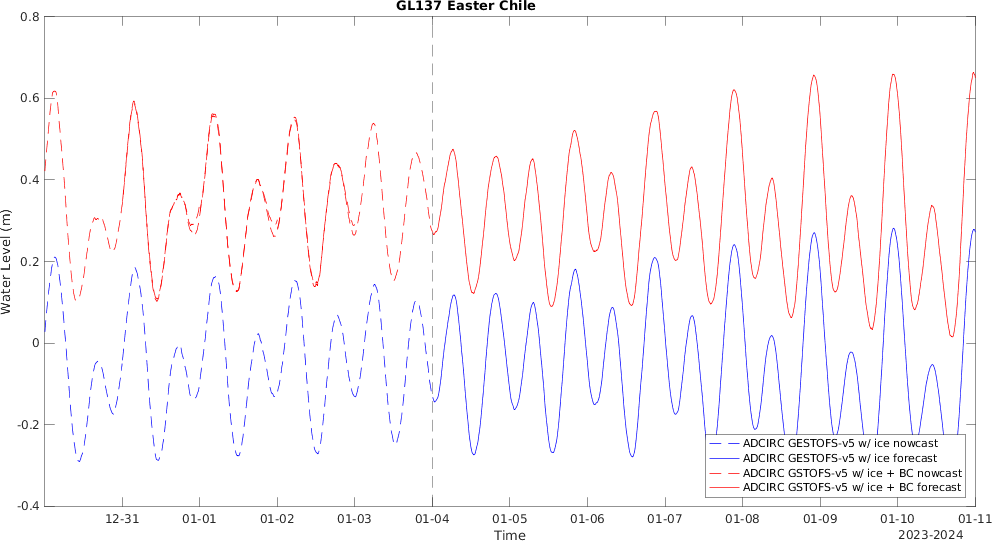 GL137 Easter Chile
0.8
0.6
0.4
0.2
0
-0.2
-0.4
Water Level (m)
ADCIRC GESTOFS-v5 w/ ice nowcast
ADCIRC GESTOFS-v5 w/ ice forecast
ADCIRC GSTOFS-v5 w/ ice + BC nowcast
ADCIRC GSTOFS-v5 w/ ice + BC forecast
12-31 01-01 01-02 01-03 01-04 01-05 01-06 01-07 01-08 01-09 01-10 01-11
Time
2023-2024